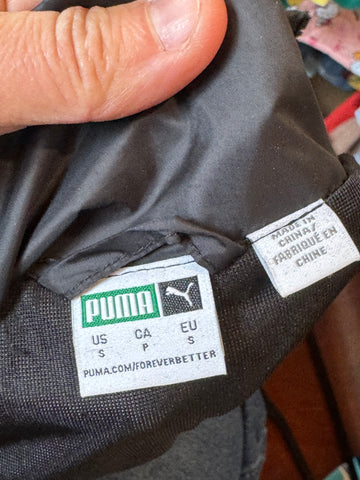 PUMA
US CA EU
S P S
PUMA.COM/FOREVERBETTER
MADE IN
CHINA/
FABRIQUÉ EN
CHINE